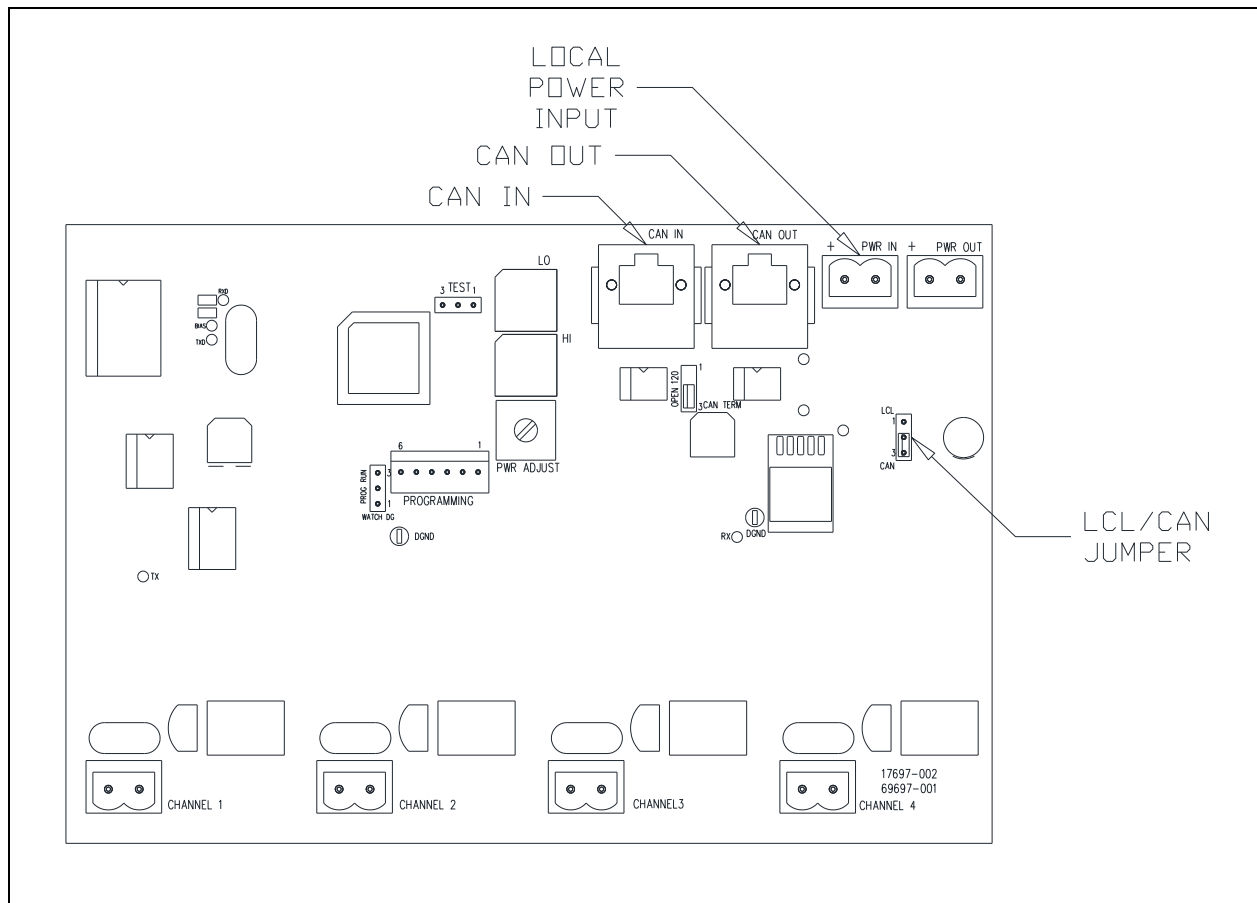 LOCAL
POWER
INPUT
CAN OUT
CAN IN
CAN IN
CAN OUT
+ PWR IN
+ PWR OUT
LO
3 TEST 1
RXD
BIAS
TXD
HI
1
OPEN 120
3 CAN TERM
LCL
1
3
CAN
PWR ADJUST
6 1
PROG RUN
3
1
WATCH DG
PROGRAMMING
DGND
RX
DGND
LCL/CAN
JUMPER
TX
17697-002
69697-001
CHANNEL 1
CHANNEL 2
CHANNEL3
CHANNEL 4